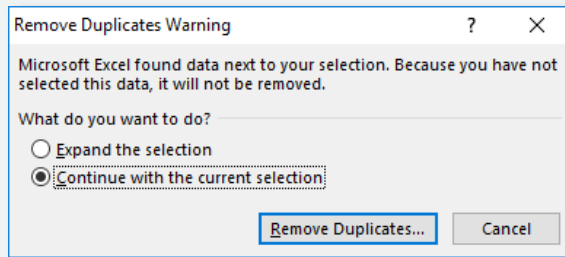 Remove Duplicates Warning ? ×
Microsoft Excel found data next to your selection. Because you have not
selected this data, it will not be removed.
What do you want to do?
Expand the selection
Continue with the current selection
Remove Duplicates... Cancel